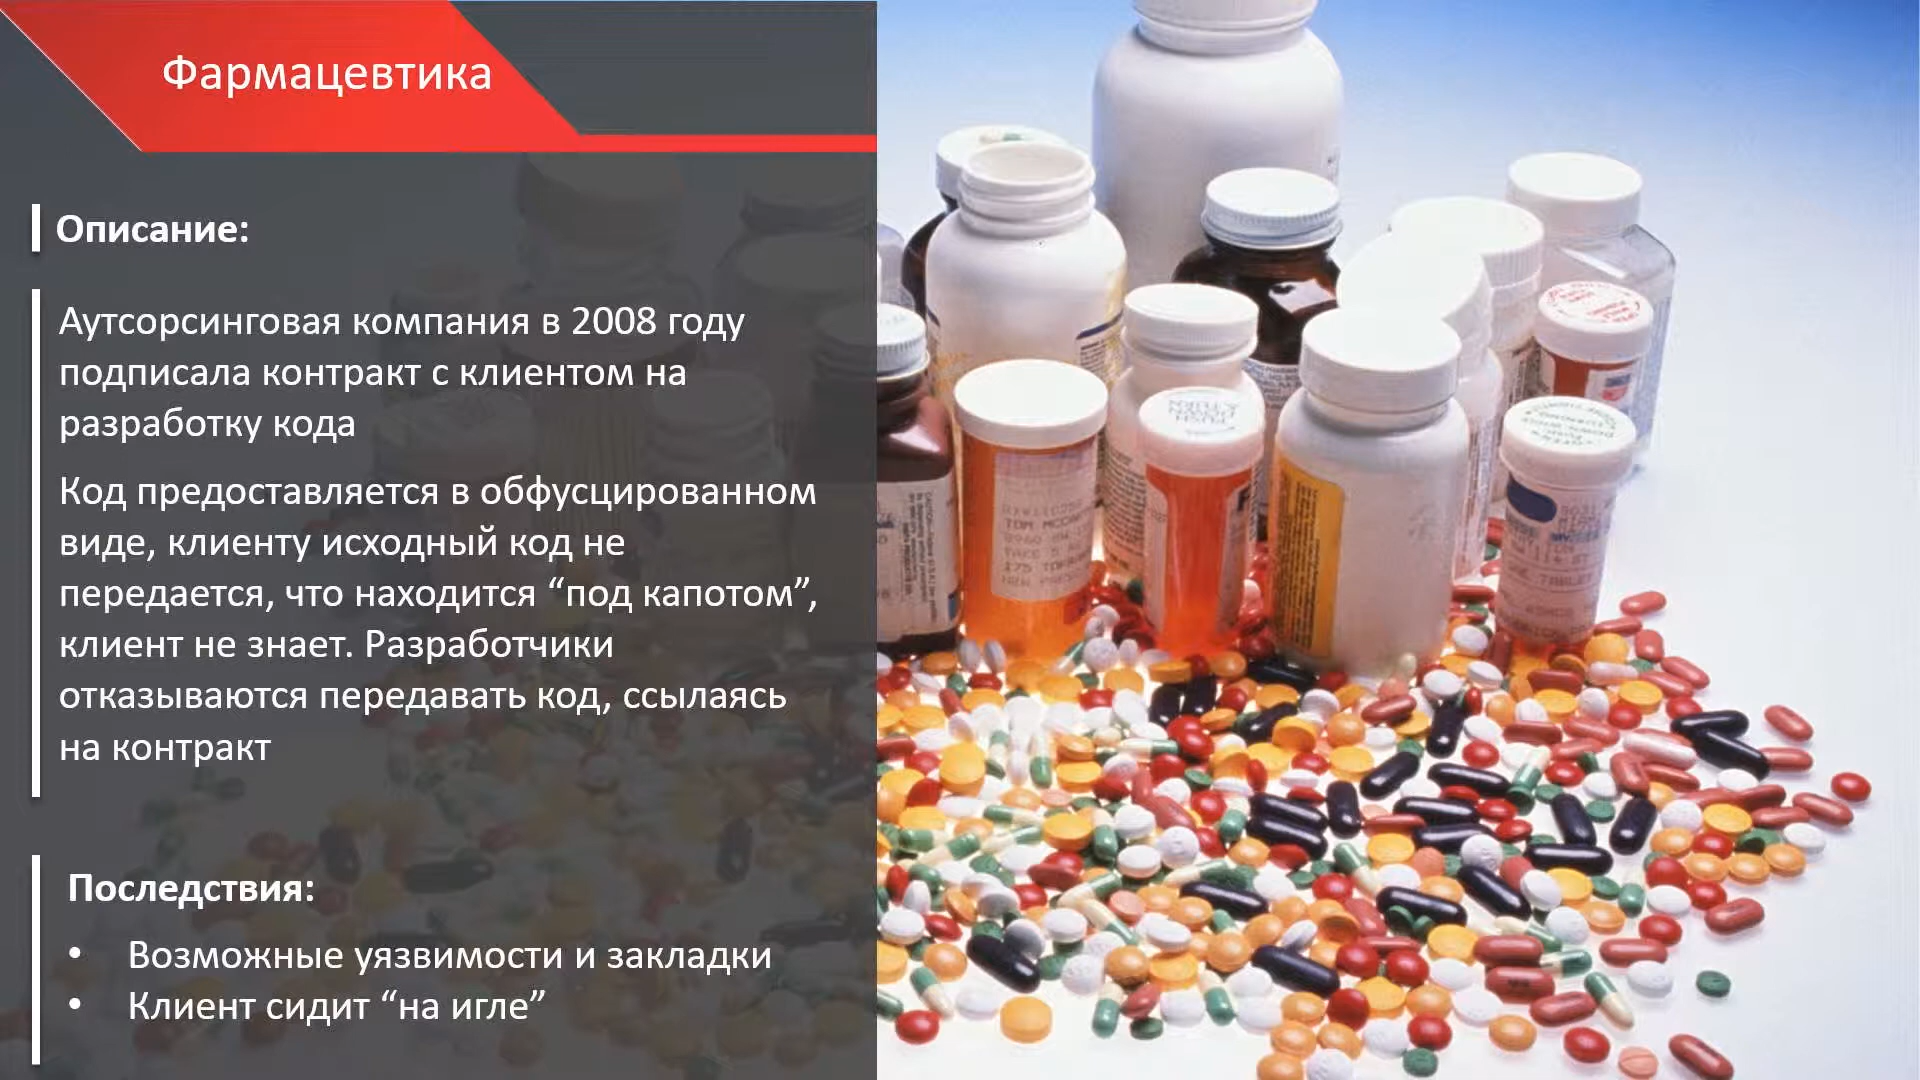 Фармацевтика
Описание:
Аутсорсинговая компания в 2008 году
подписала контракт с клиентом на
разработку кода
Код предоставляется в обфусцированном
виде, клиенту исходный код не
передается, что находится “под капотом”,
клиент не знает. Разработчики
отказываются передавать код, ссылаясь
на контракт
Последствия:
• Возможные уязвимости и закладки
• Клиент сидит “на игле”